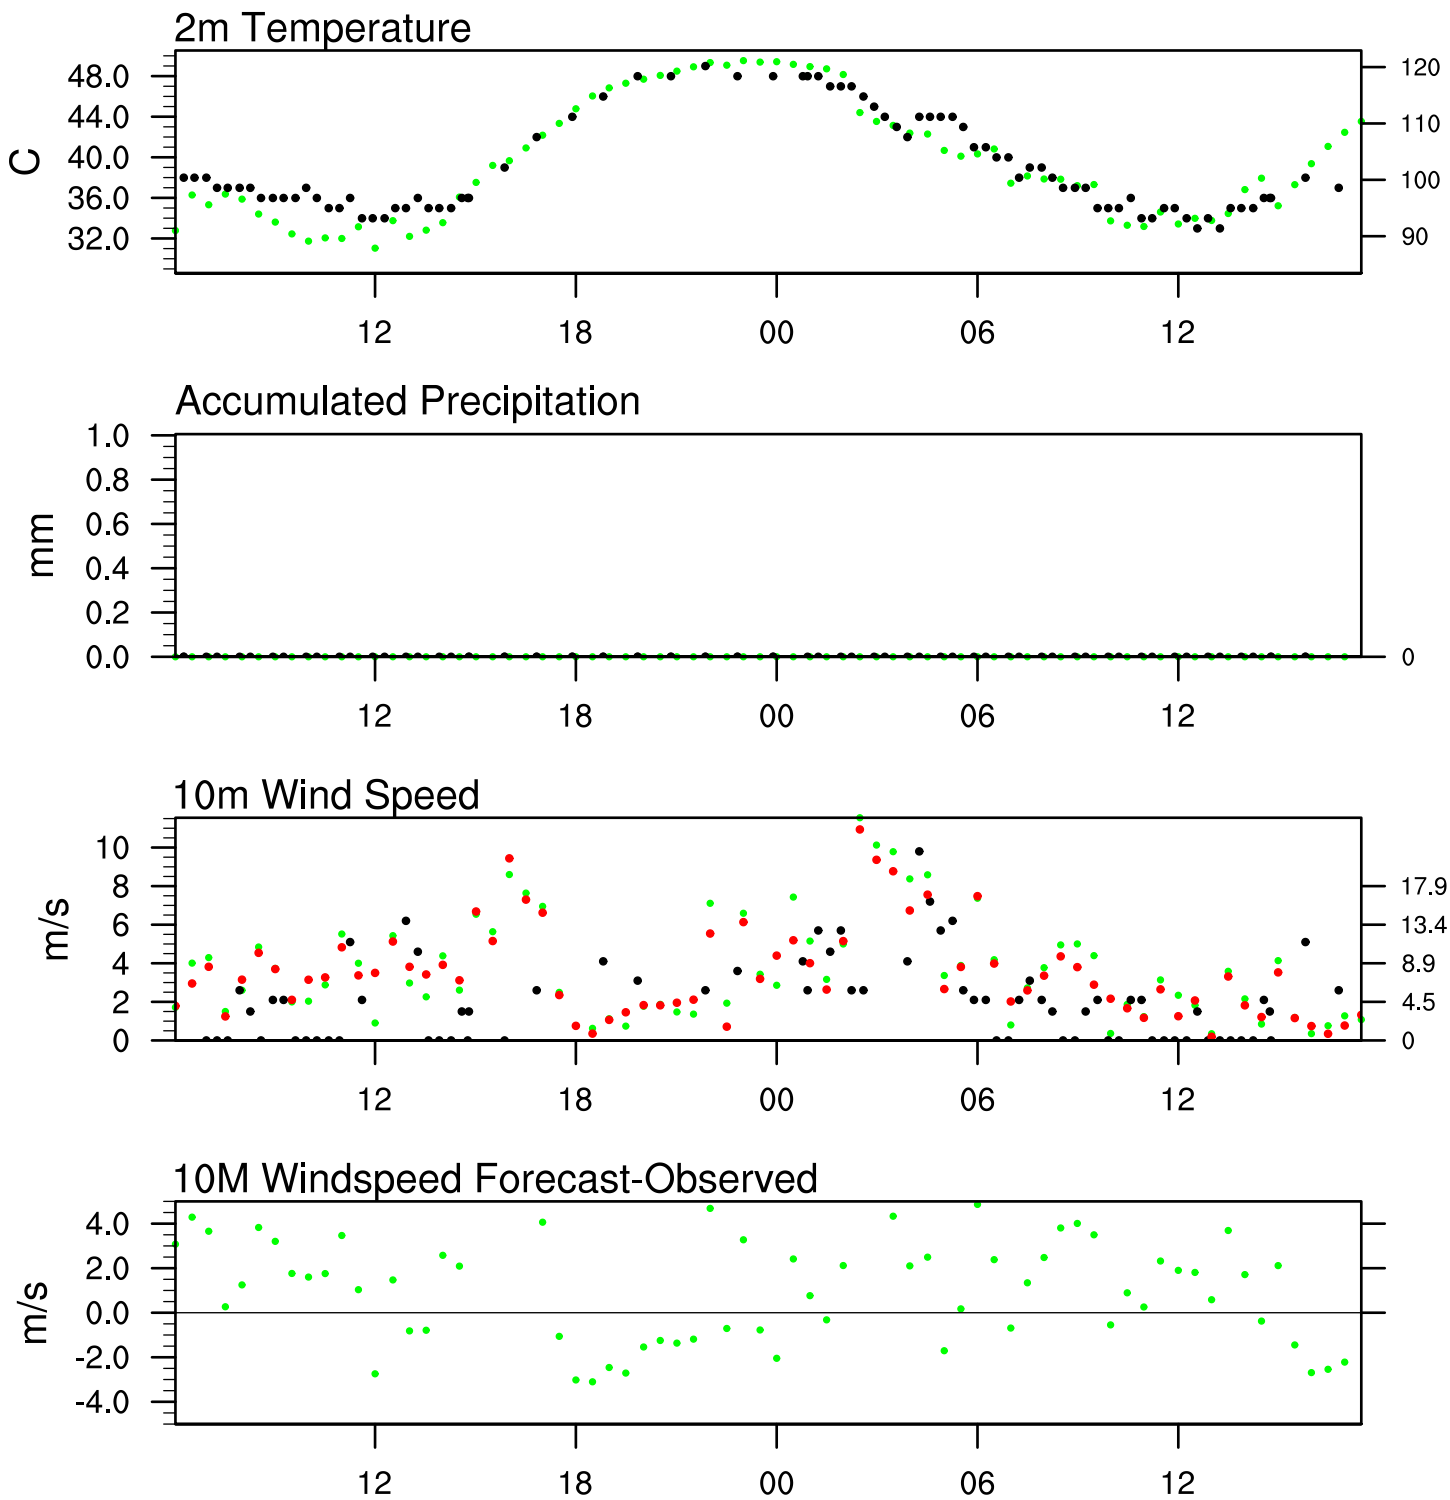 2m Temperature
48.0
44.0
40.0
36.0
32.0
C
120
110
100
90
12 18 00 06 12
Accumulated Precipitation
1.0
0.8
0.6
0.4
0.2
0.0
mm
0
12 18 00 06 12
10m Wind Speed
10
8
6
4
2
0
m/s
17.9
13.4
8.9
4.5
0
12 18 00 06 12
10M Windspeed Forecast-Observed
4.0
2.0
0.0
-2.0
-4.0
m/s
12 18 00 06 12